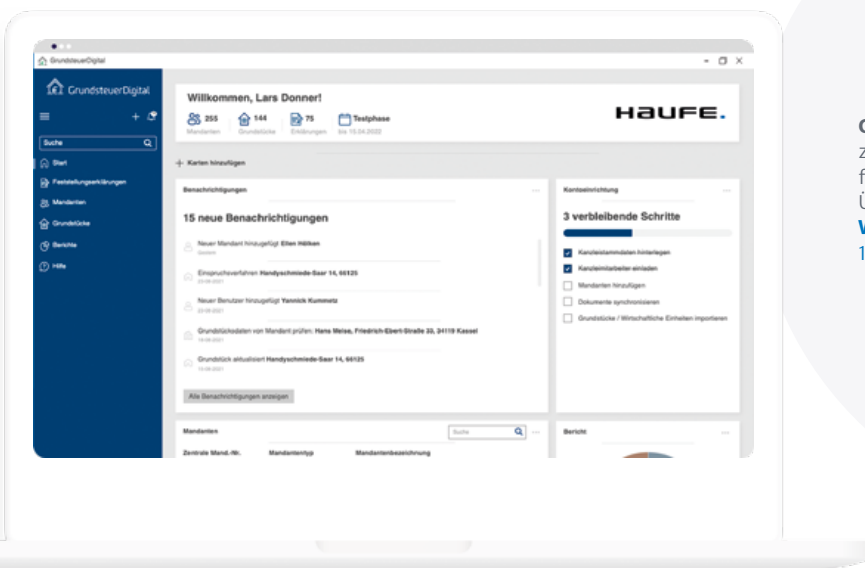 GrundsteuerDigital
GrundsteuerDigital
Suche
Start
Feststellungserklärungen
Mandanten
Grundstücke
Berichte
Hilfe
Willkommen, Lars Donner!
255
Mandanten
144
Grundstücke
75
Erklärungen
Testphase
bis 15.04.2022
HAUFE.
+ Karten hinzufügen
Benachrichtigungen
15 neue Benachrichtigungen
Neuer Mandant hinzugefügt Ellen Hölken
Gestern
Einspruchsverfahren Handyschmiede-Saar 14, 66125
23-09-2021
Neuer Benutzer hinzugefügt Yannick Kummetz
Grundstücksdaten von Mandant prüfen: Hans Meise, Friedrich-Ebert-Straße 33, 34119 Kassel
Grundstück aktualisiert Handyschmiede-Saar 14, 66125
Alle Benachrichtigungen anzeigen
Kontoeinrichtung
3 verbleibende Schritte
Kanzleistammdaten hinterlegen
Kanzleimitarbeiter einladen
Mandanten hinzufügen
Dokumente synchronisieren
Grundstücke / Wirtschaftliche Einheiten importieren
Mandanten
Suche
Zentrale Mand.-Nr. Mandantentyp Mandantenbezeichnung
Bericht